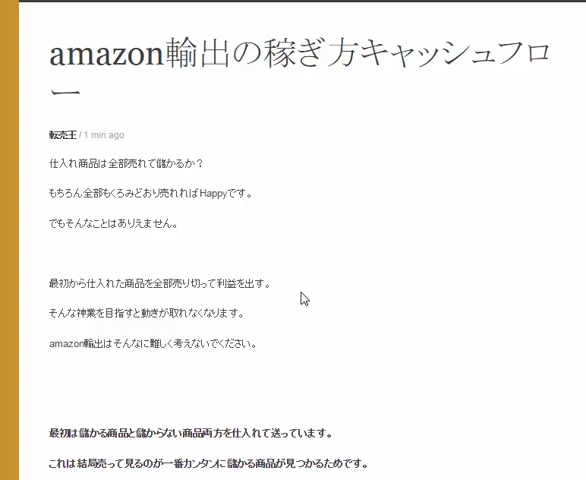 amazon輸出の稼ぎ方キャッシュフロ
ー
転売王 / 1 min ago
仕入れ商品は全部売れて儲かるか？
もちろん全部もくろみどおり売れればHappyです。
でもそんなことはありえません。
最初から仕入れた商品を全部売り切って利益を出す。
そんな神業を目指すと動きが取れなくなります。
amazon輸出はそんなに難しく考えないでください。
最初は儲かる商品と儲からない商品両方を仕入れて送っています。
これは結局売って見るのが一番カンタンに儲かる商品が見つかるためです。